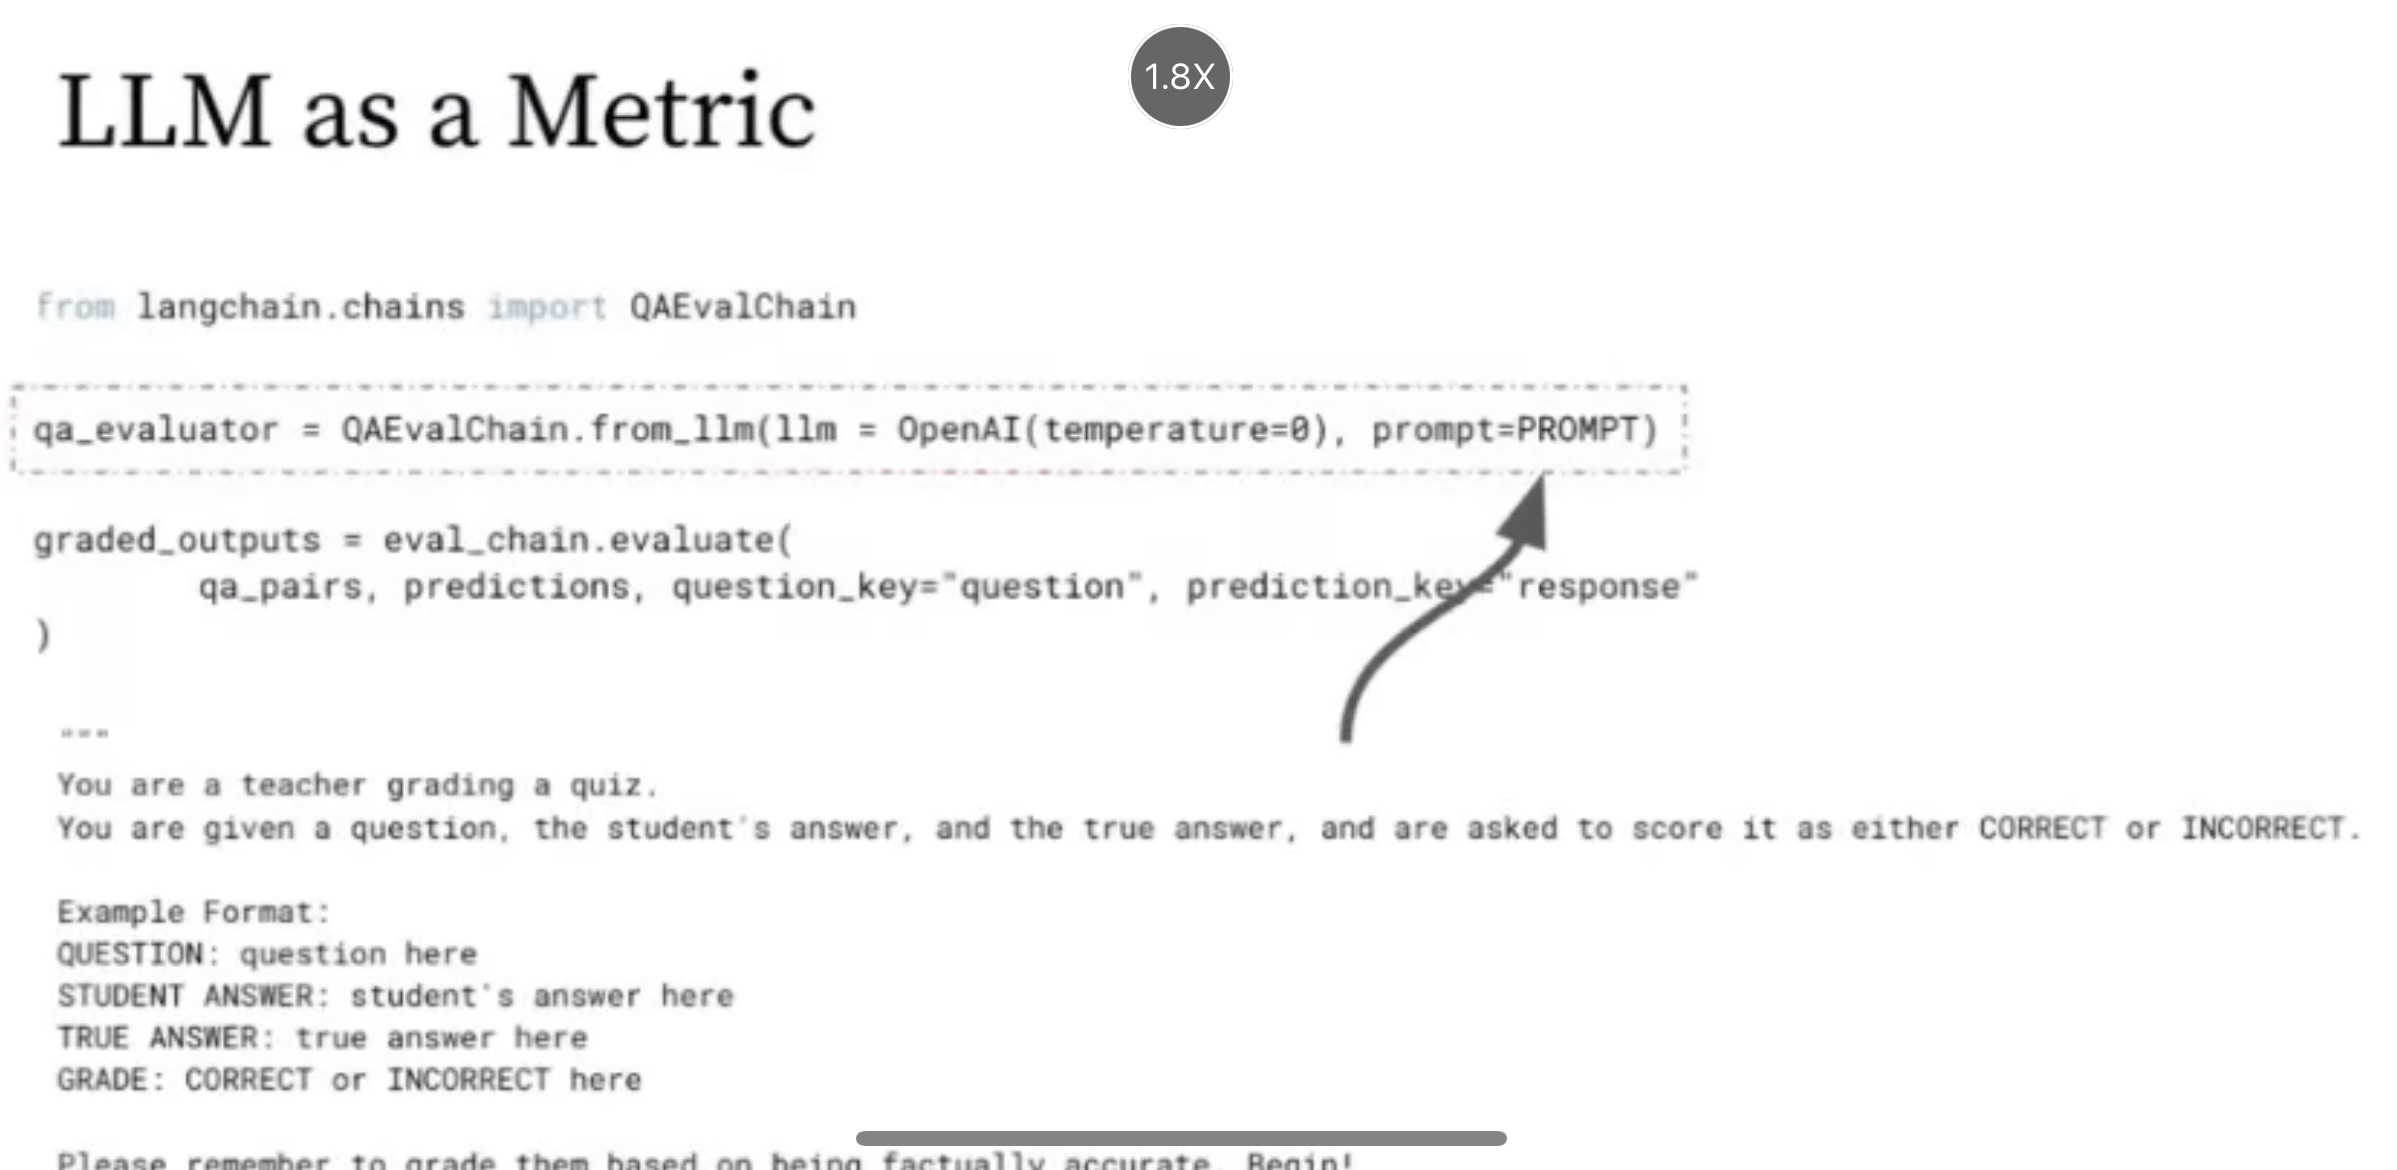 LLM as a Metric
1.8X
from langchain.chains import QAEvalChain
qa_evaluator = QAEvalChain.from_llm(llm = OpenAI(temperature=0), prompt=PROMPT)
graded_outputs = eval_chain.evaluate(
qa_pairs, predictions, question_key="question", prediction_key="response"
)
"""
You are a teacher grading a quiz.
You are given a question, the student's answer, and the true answer, and are asked to score it as either CORRECT or INCORRECT.
Example Format:
QUESTION: question here
STUDENT ANSWER: student's answer here
TRUE ANSWER: true answer here
GRADE: CORRECT or INCORRECT here
Please remember to grade them based on being factually accurate. Begin!